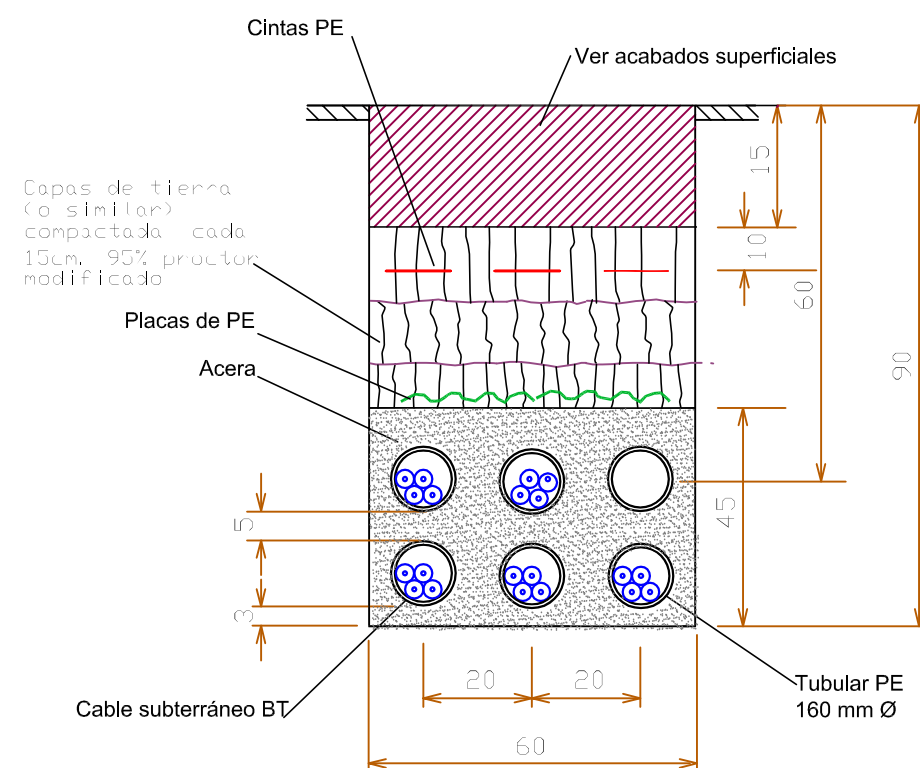 Cintas PE
Ver acabados superficiales
Capas de tierra
(o similar)
compactada cada
15cm. 95% proctor
modificado
Placas de PE
Acera
15
10
60
90
45
5
3
20
20
60
Cable subterráneo BT
Tubular PE
160 mm Ø